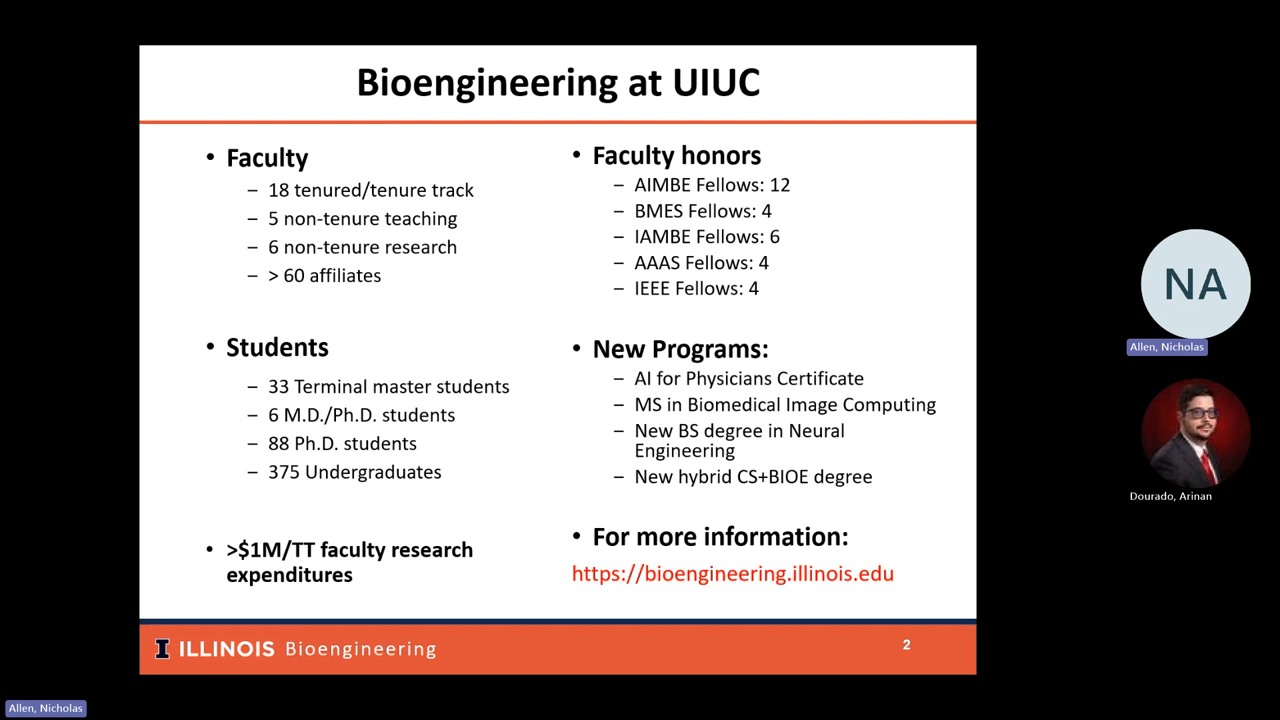 Bioengineering at UIUC
• Faculty
– 18 tenured/tenure track
– 5 non-tenure teaching
– 6 non-tenure research
– > 60 affiliates
• Students
– 33 Terminal master students
– 6 M.D./Ph.D. students
– 88 Ph.D. students
– 375 Undergraduates
• >$1M/TT faculty research
expenditures
• Faculty honors
– AIMBE Fellows: 12
– BMES Fellows: 4
– IAMBE Fellows: 6
– AAAS Fellows: 4
– IEEE Fellows: 4
• New Programs:
– AI for Physicians Certificate
– MS in Biomedical Image Computing
– New BS degree in Neural
Engineering
– New hybrid CS+BIOE degree
• For more information:
https://bioengineering.illinois.edu
I ILLINOIS Bioengineering
2
NA
Allen, Nicholas
Dourado, Arinan
Allen, Nicholas